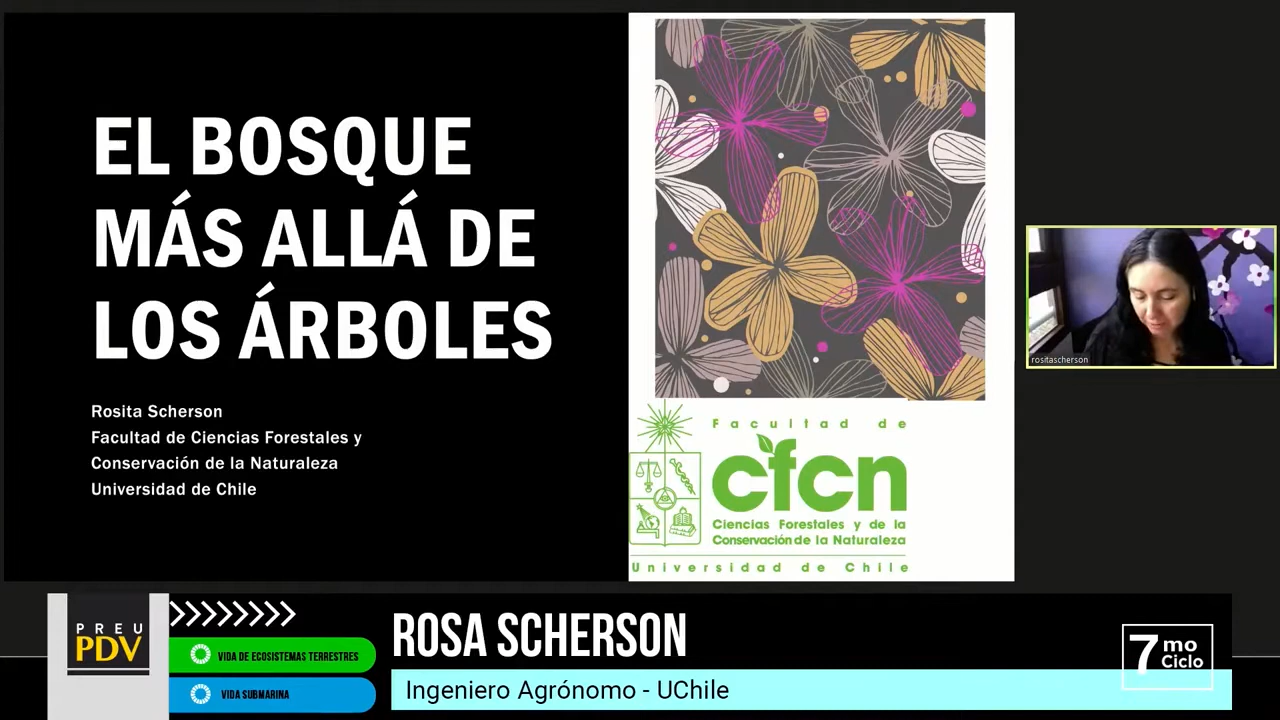 EL BOSQUE
MÁS ALLÁ DE
LOS ÁRBOLES
Rosita Scherson
Facultad de Ciencias Forestales y
Conservación de la Naturaleza
Universidad de Chile
Facultad de
cfcn
Ciencias Forestales y de la
Conservación de la Naturaleza
Universidad de Chile
rositascherson
PREU
PDV
VIDA DE ECOSISTEMAS TERRESTRES
VIDA SUBMARINA
ROSA SCHERSON
Ingeniero Agrónomo - UChile
7mo
Ciclo